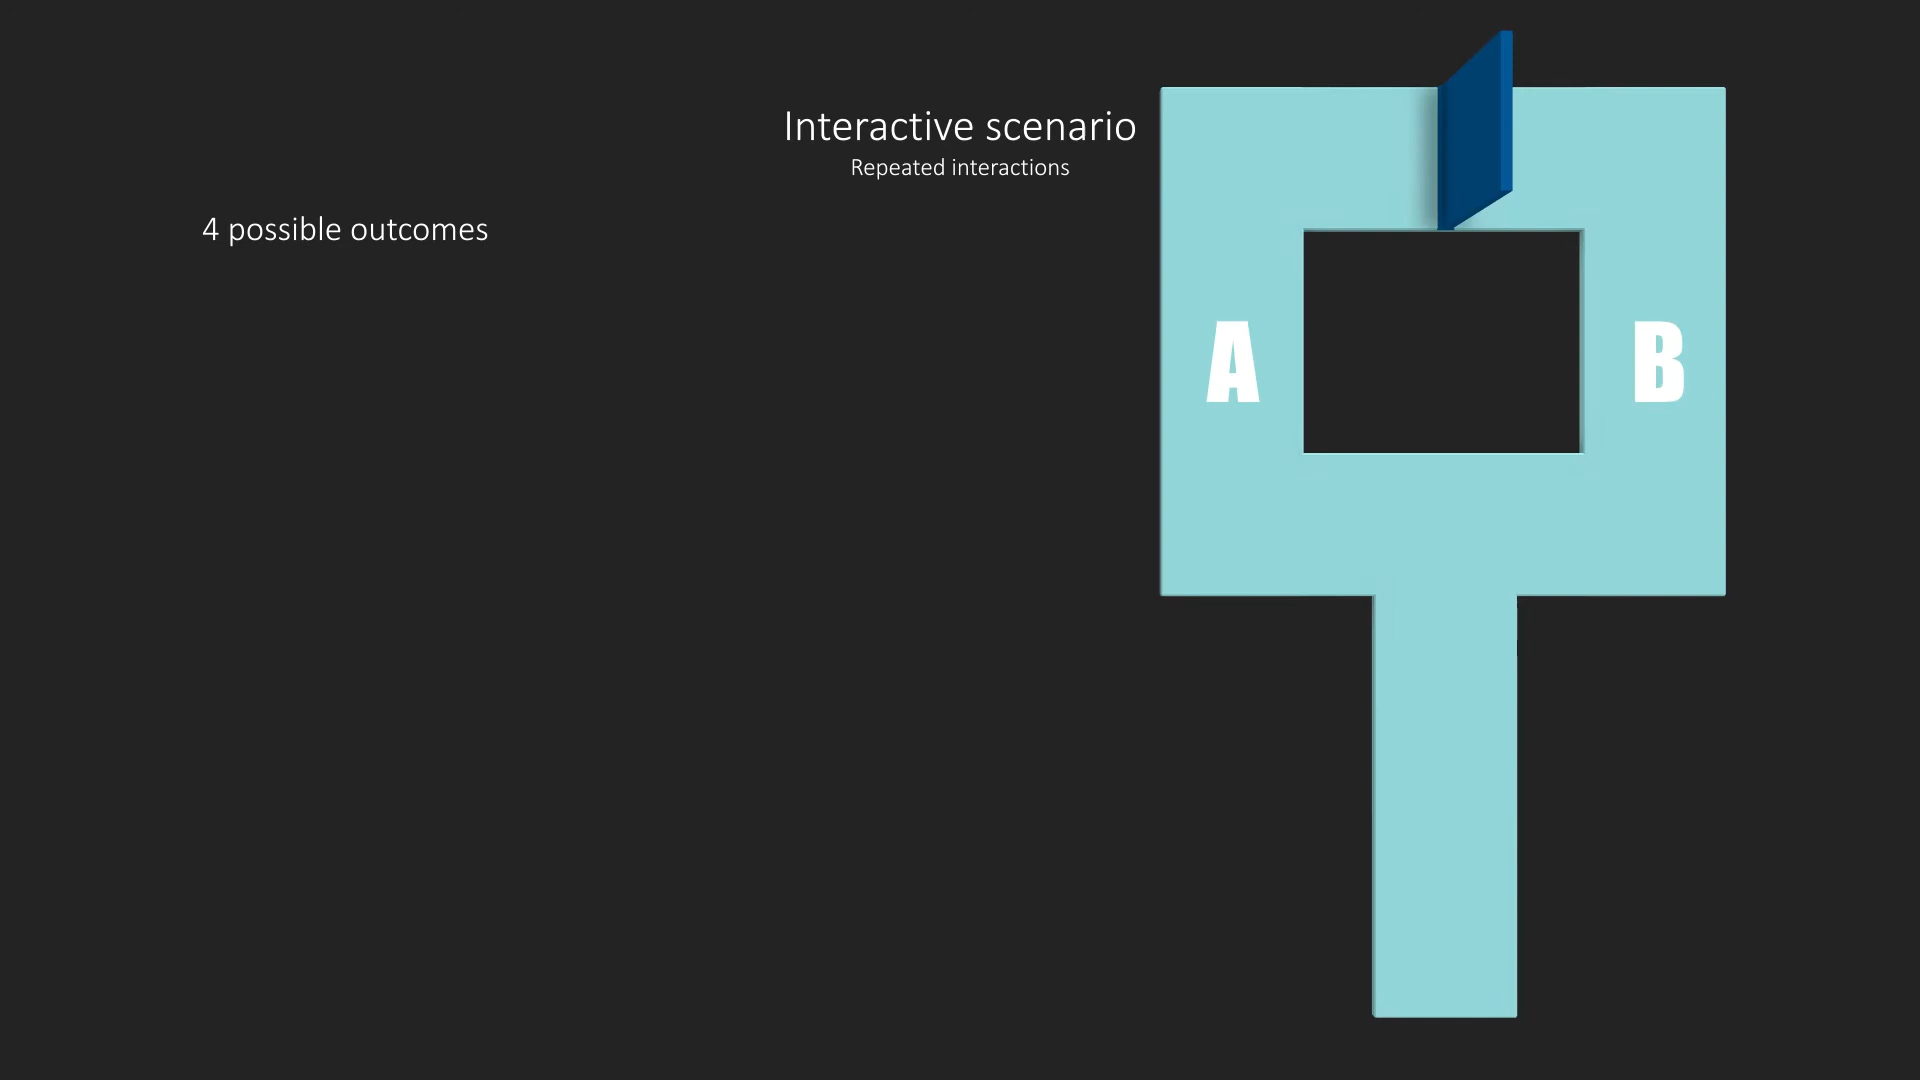 Interactive scenario
Repeated interactions
4 possible outcomes
A
B